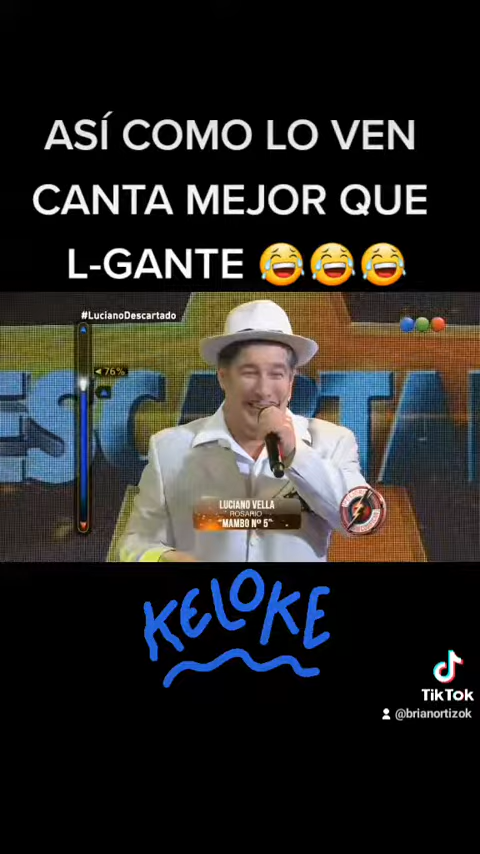 ASÍ COMO LO VEN
CANTA MEJOR QUE
L-GANTE 😂😂😂
#LucianoDescartado
76%
ESCARTA
LUCIANO VELLA
ROSARIO
"MAMBO Nº 5"
KELOKE
TikTok
@brianortizok